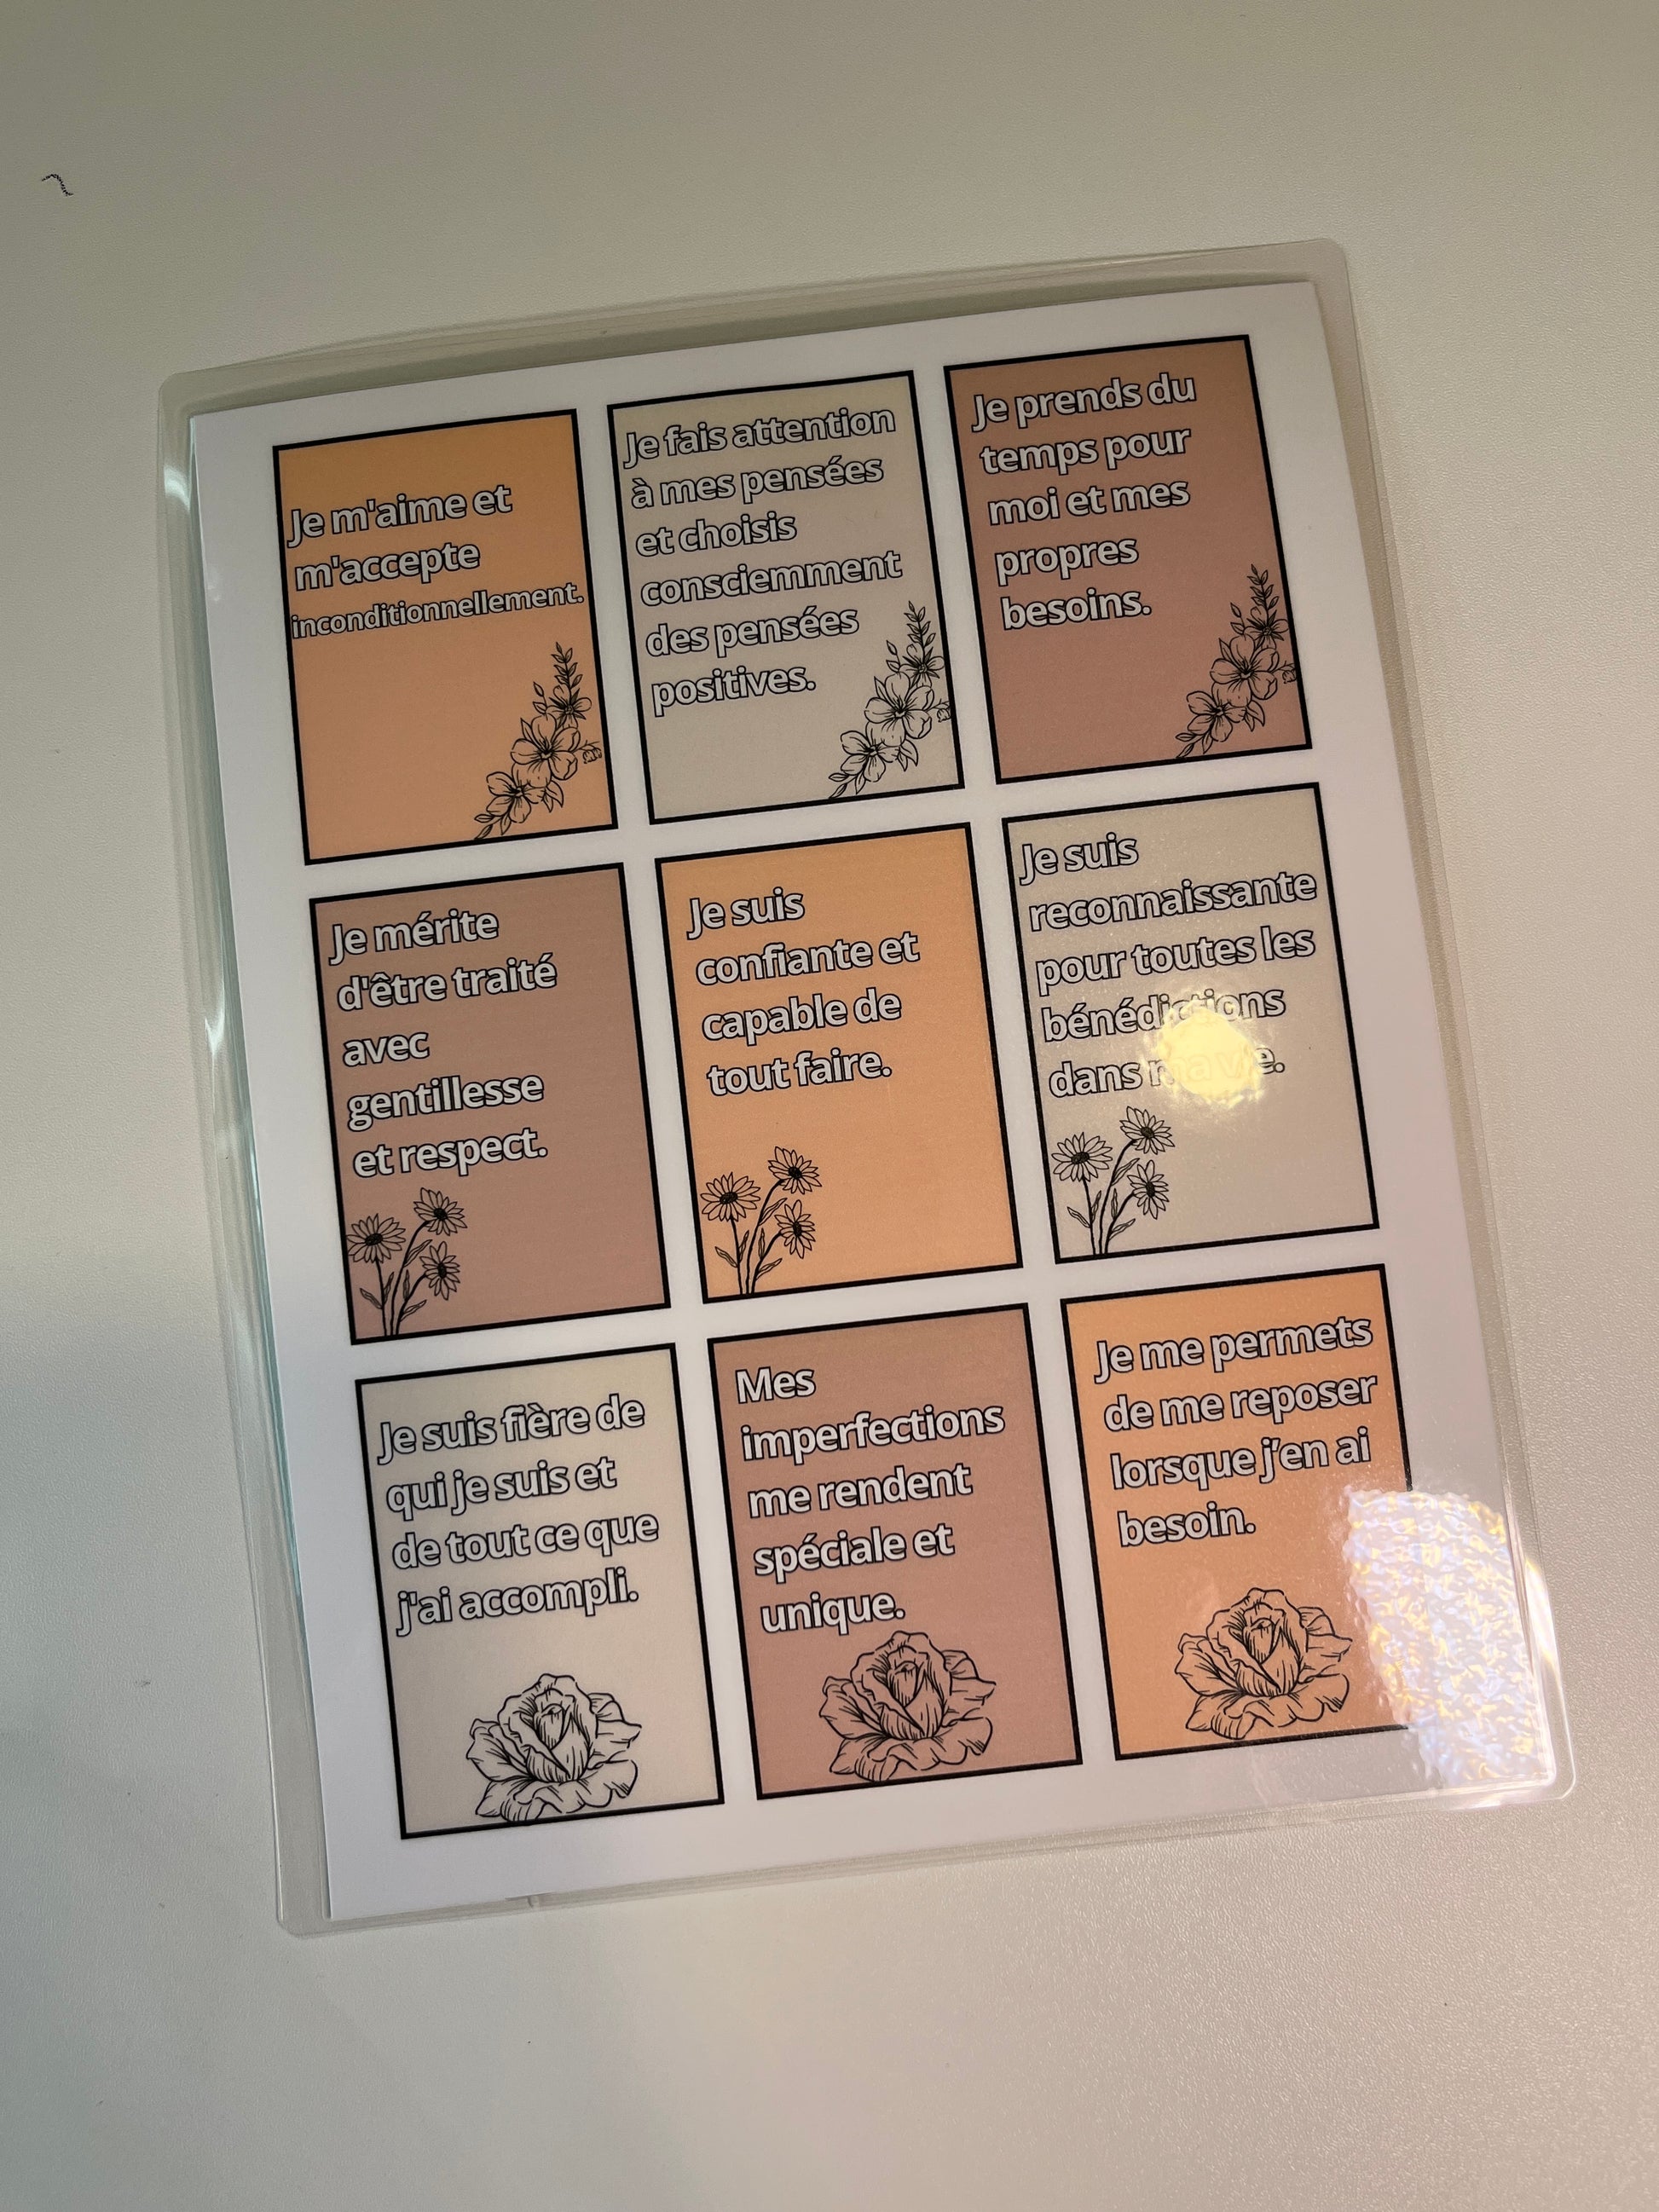 Je m'aime et
m'accepte
inconditionnellement.
Je fais attention
à mes pensées
et choisis
consciemment
des pensées
positives.
Je prends du
temps pour
moi et mes
propres
besoins.
Je mérite
d'être traité
avec
gentillesse
et respect.
Je suis
confiante et
capable de
tout faire.
Je suis
reconnaissante
pour toutes les
bénédictions
dans ma vie.
Je suis fière de
qui je suis et
de tout ce que
j'ai accompli.
Mes
imperfections
me rendent
spéciale et
unique.
Je me permets
de me reposer
lorsque j'en ai
besoin.